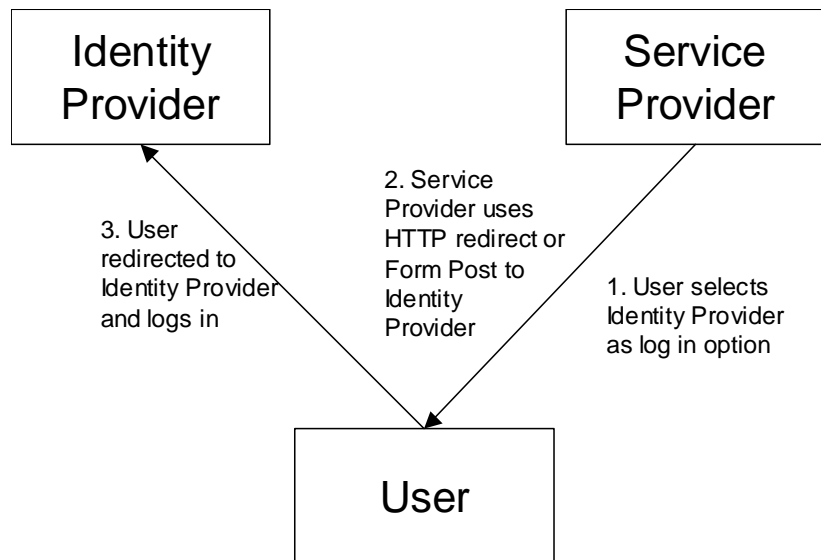 Identity
Provider
Service
Provider
2. Service
Provider uses
HTTP redirect or
Form Post to
Identity
Provider
3. User
redirected to
Identity Provider
and logs in
1. User selects
Identity Provider
as log in option
User